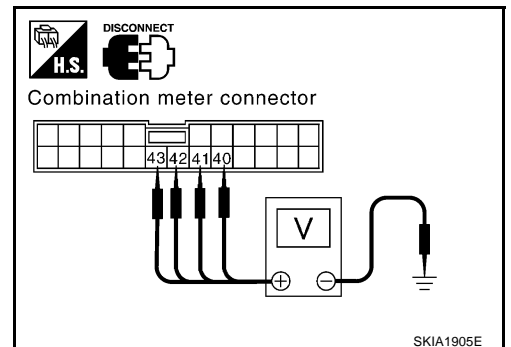 DISCONNECT
H.S.
Combination meter connector
43 42 41 40
V
+ −
SKIA1905E